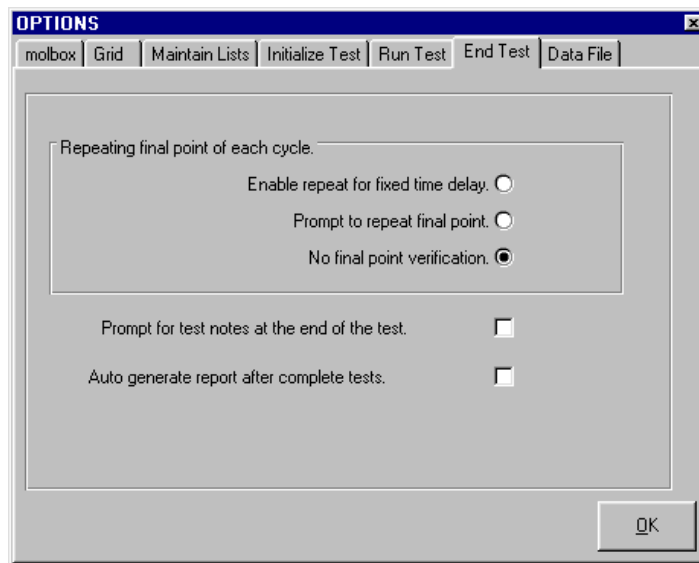 OPTIONS
molbox Grid Maintain Lists Initialize Test Run Test End Test Data File
Repeating final point of each cycle.
Enable repeat for fixed time delay.
Prompt to repeat final point.
No final point verification.
Prompt for test notes at the end of the test.
Auto generate report after complete tests.
OK